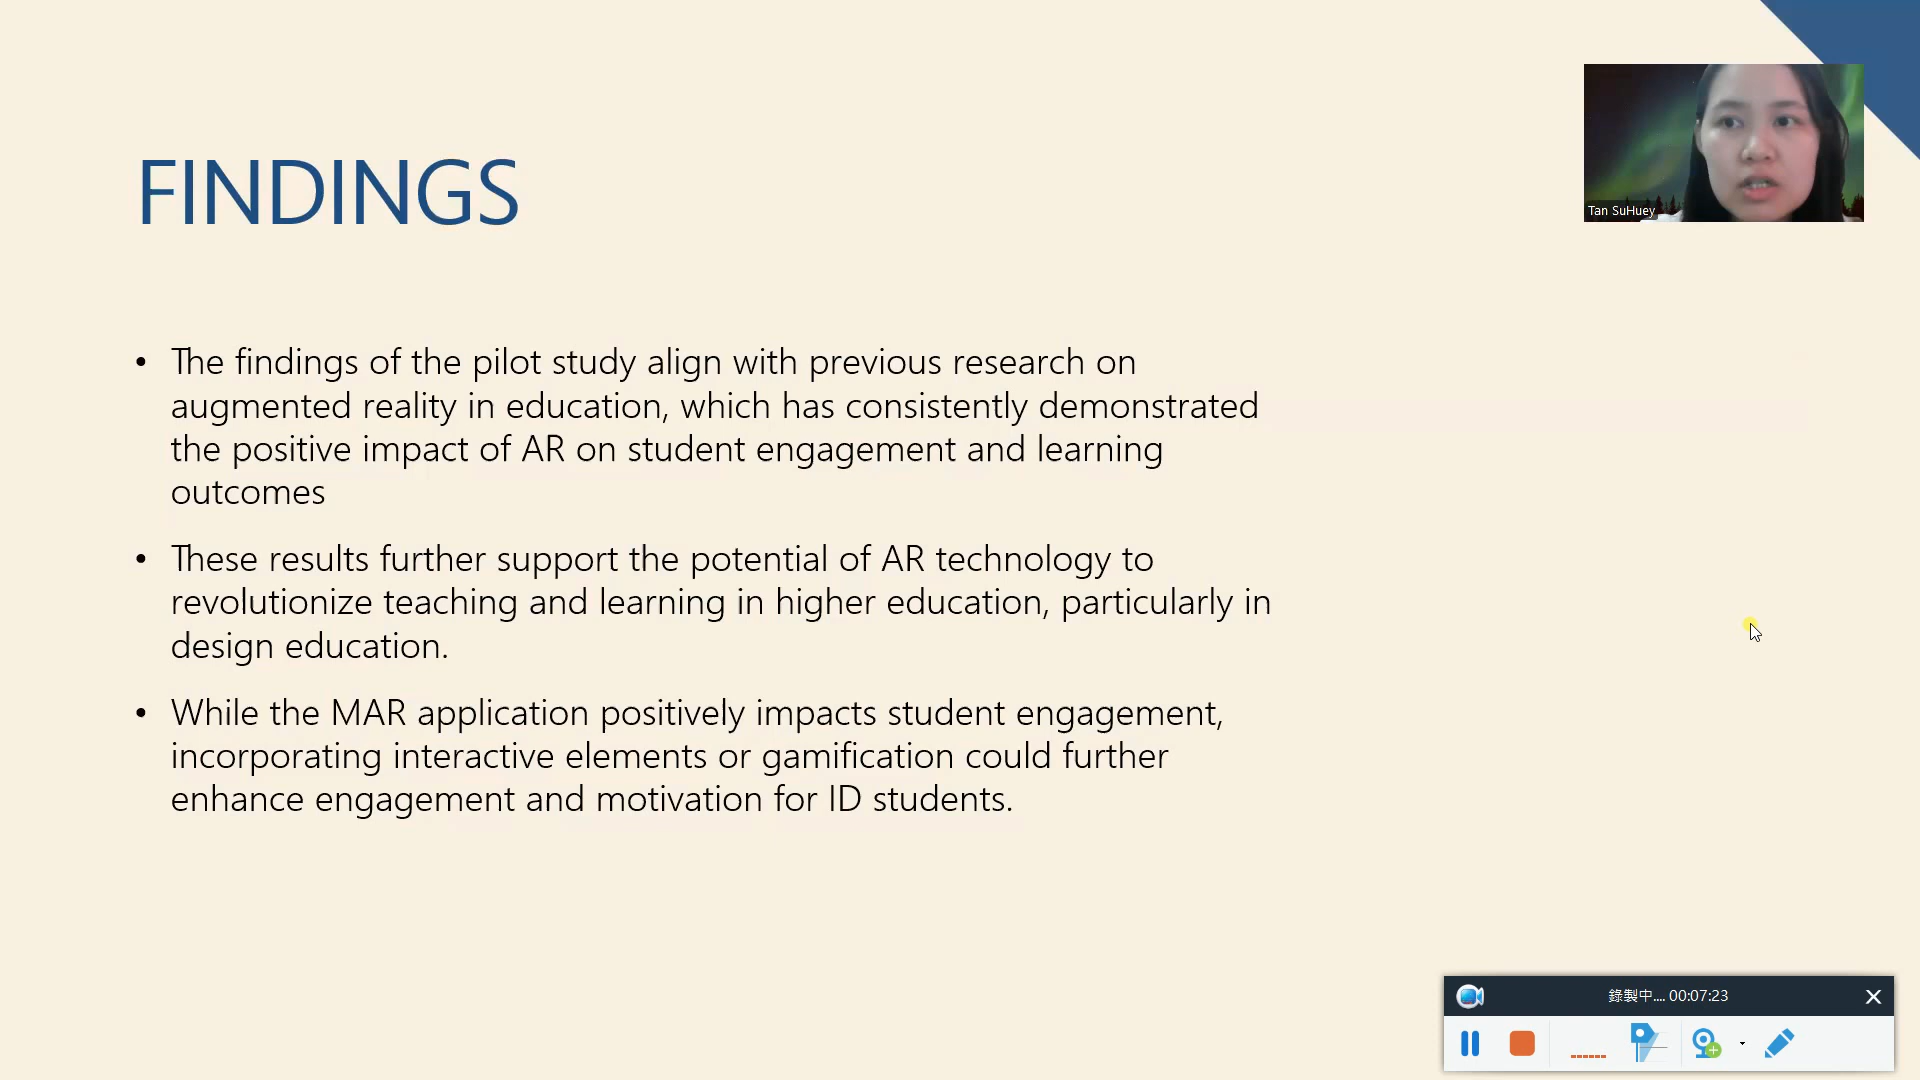 FINDINGS
Tan SuHuey
• The findings of the pilot study align with previous research on
augmented reality in education, which has consistently demonstrated
the positive impact of AR on student engagement and learning
outcomes
• These results further support the potential of AR technology to
revolutionize teaching and learning in higher education, particularly in
design education.
• While the MAR application positively impacts student engagement,
incorporating interactive elements or gamification could further
enhance engagement and motivation for ID students.
錄製中.... 00:07:23